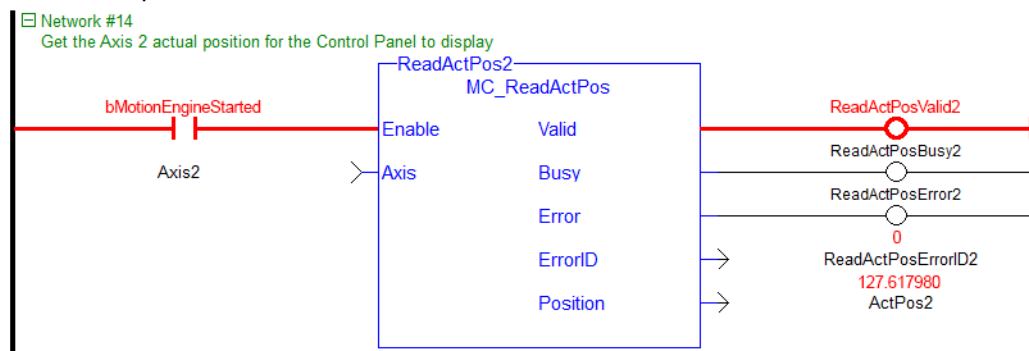 Network #14
Get the Axis 2 actual position for the Control Panel to display
ReadActPos2
MC_ReadActPos
bMotionEngineStarted
Enable
Valid
ReadActPosValid2
Axis2
Axis
Busy
ReadActPosBusy2
Error
ReadActPosError2
ErrorID
0
ReadActPosErrorID2
Position
127.617980
ActPos2